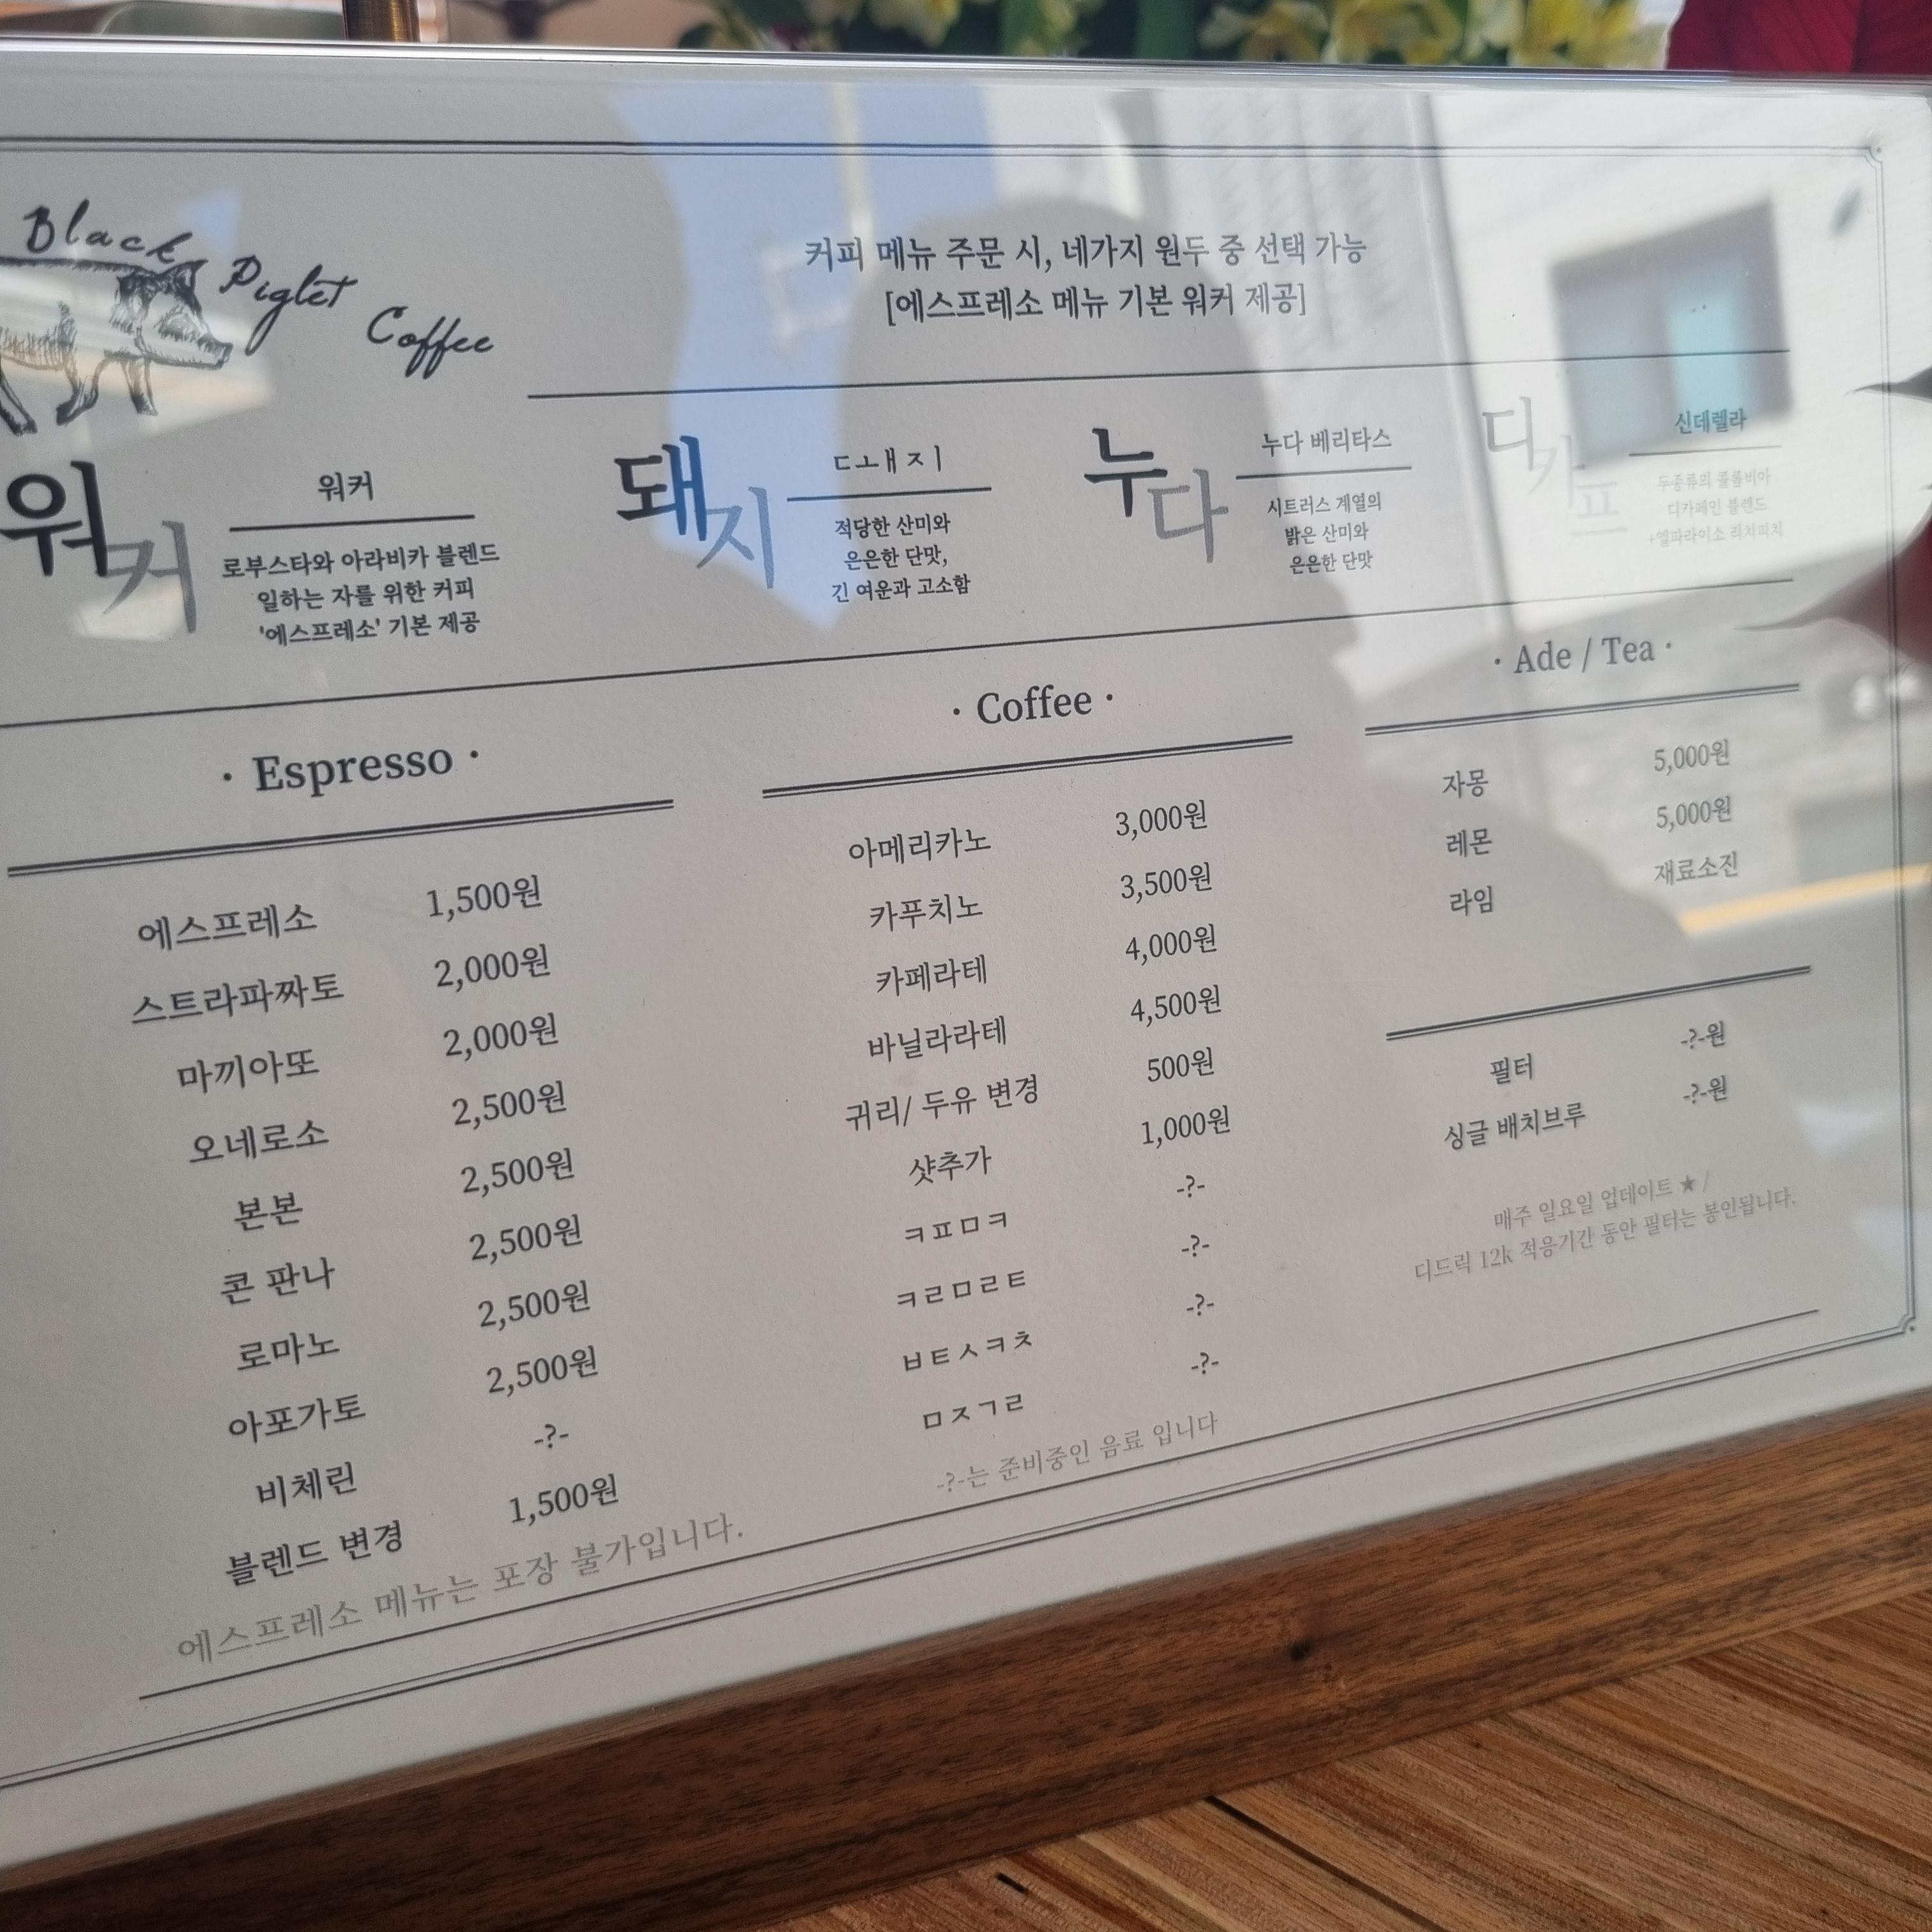 Black Piglet Coffee
커피 메뉴 주문 시, 네가지 원두 중 선택 가능
[에스프레소 메뉴 기본 워커 제공]
워커
워커
로부스타와 아라비카 블렌드
일하는 자를 위한 커피
'에스프레소' 기본 제공
돼지
ㄷㅗㅐㅈㅣ
적당한 산미와
은은한 단맛,
긴 여운과 고소함
누다
누다 베리타스
시트러스 계열의
밝은 산미와
은은한 단맛
디카프
신데렐라
두종류의 콜롬비아
디카페인 블렌드
+엘파라이소 리치피치
· Espresso ·
에스프레소 1,500원
스트라파짜토 2,000원
마끼아또 2,000원
오네로소 2,500원
본본 2,500원
콘 판나 2,500원
로마노 2,500원
아포가토 2,500원
비체린 -?-
블렌드 변경 1,500원
에스프레소 메뉴는 포장 불가입니다.
· Coffee ·
아메리카노 3,000원
카푸치노 3,500원
카페라테 4,000원
바닐라라테 4,500원
귀리/ 두유 변경 500원
샷추가 1,000원
ㅋㅍㅁㅋ -?-
ㅋㄹㅁㄹㅌ -?-
ㅂㅌㅅㅋㅊ -?-
ㅁㅈㄱㄹ -?-
-?-는 준비중인 음료 입니다
· Ade / Tea ·
자몽 5,000원
레몬 5,000원
라임 재료소진
필터 -?-원
싱글 배치브루 -?-원
매주 일요일 업데이트 ★ /
디드릭 12k 적응기간 동안 필터는 봉인됩니다.